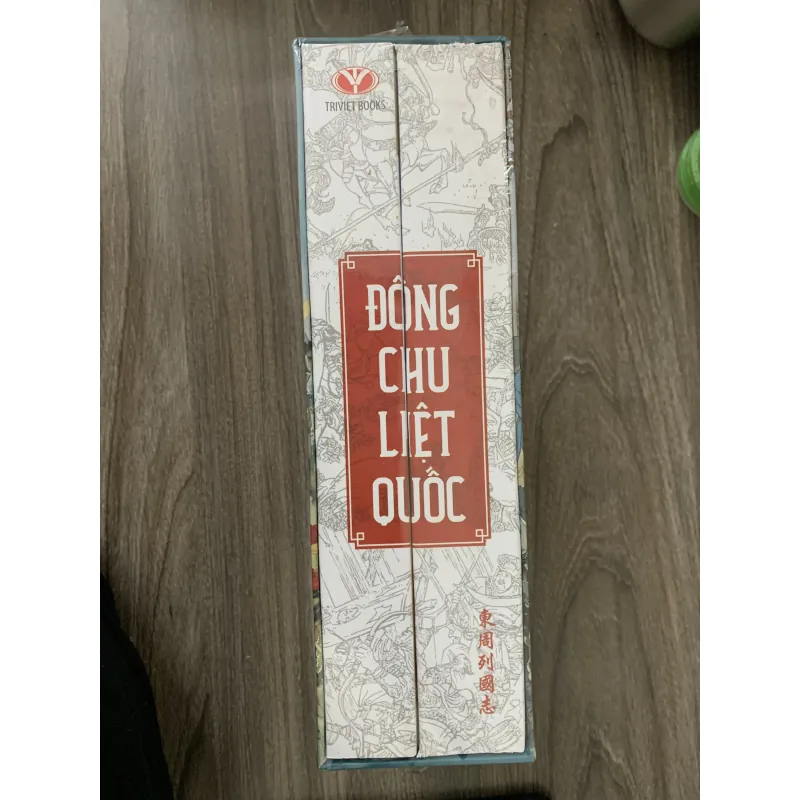 TRIVIET BOOKS
ĐÔNG
CHU
LIỆT
QUỐC
東周列國志